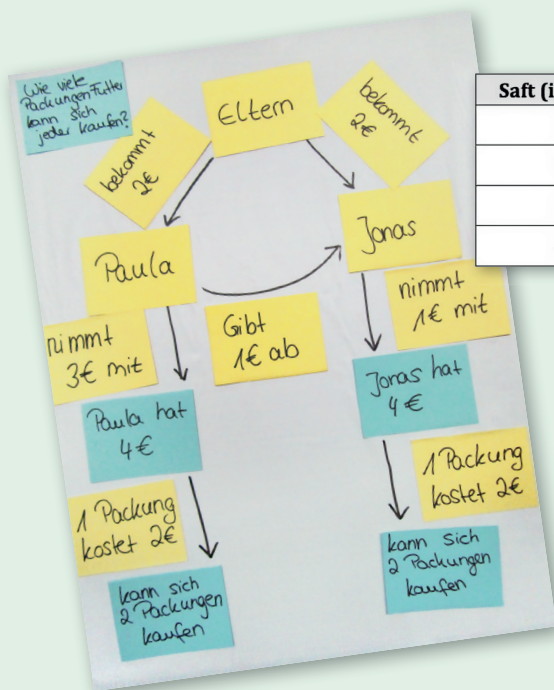 Wie viele
Packungen Futter
kann sich
jeder kaufen?
Eltern
bekommt
2€
bekommt
2€
Paula
Jonas
Gibt
1€ ab
nimmt
3€ mit
nimmt
1€ mit
Paula hat
4€
Jonas hat
4€
1 Packung
kostet 2€
1 Packung
kostet 2€
kann sich
2 Packungen
kaufen
kann sich
2 Packungen
kaufen
Saft (i